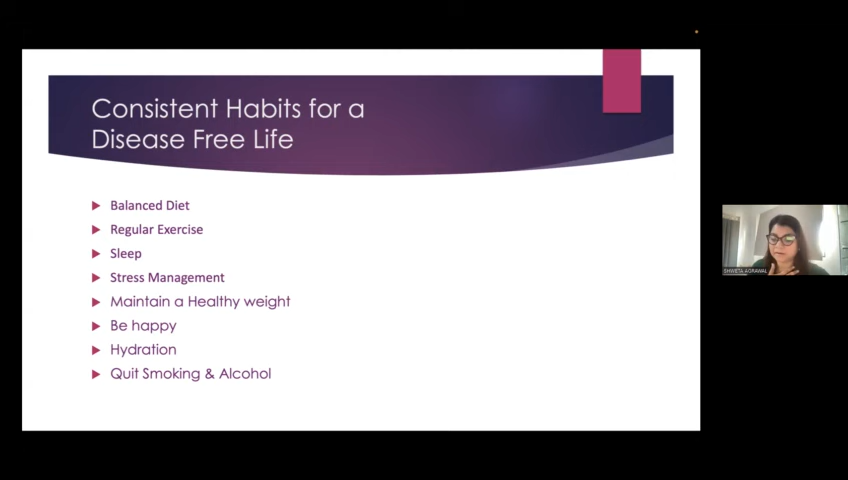 Consistent Habits for a
Disease Free Life
Balanced Diet
Regular Exercise
Sleep
Stress Management
Maintain a Healthy weight
Be happy
Hydration
Quit Smoking & Alcohol
SHWETA AGRAWAL